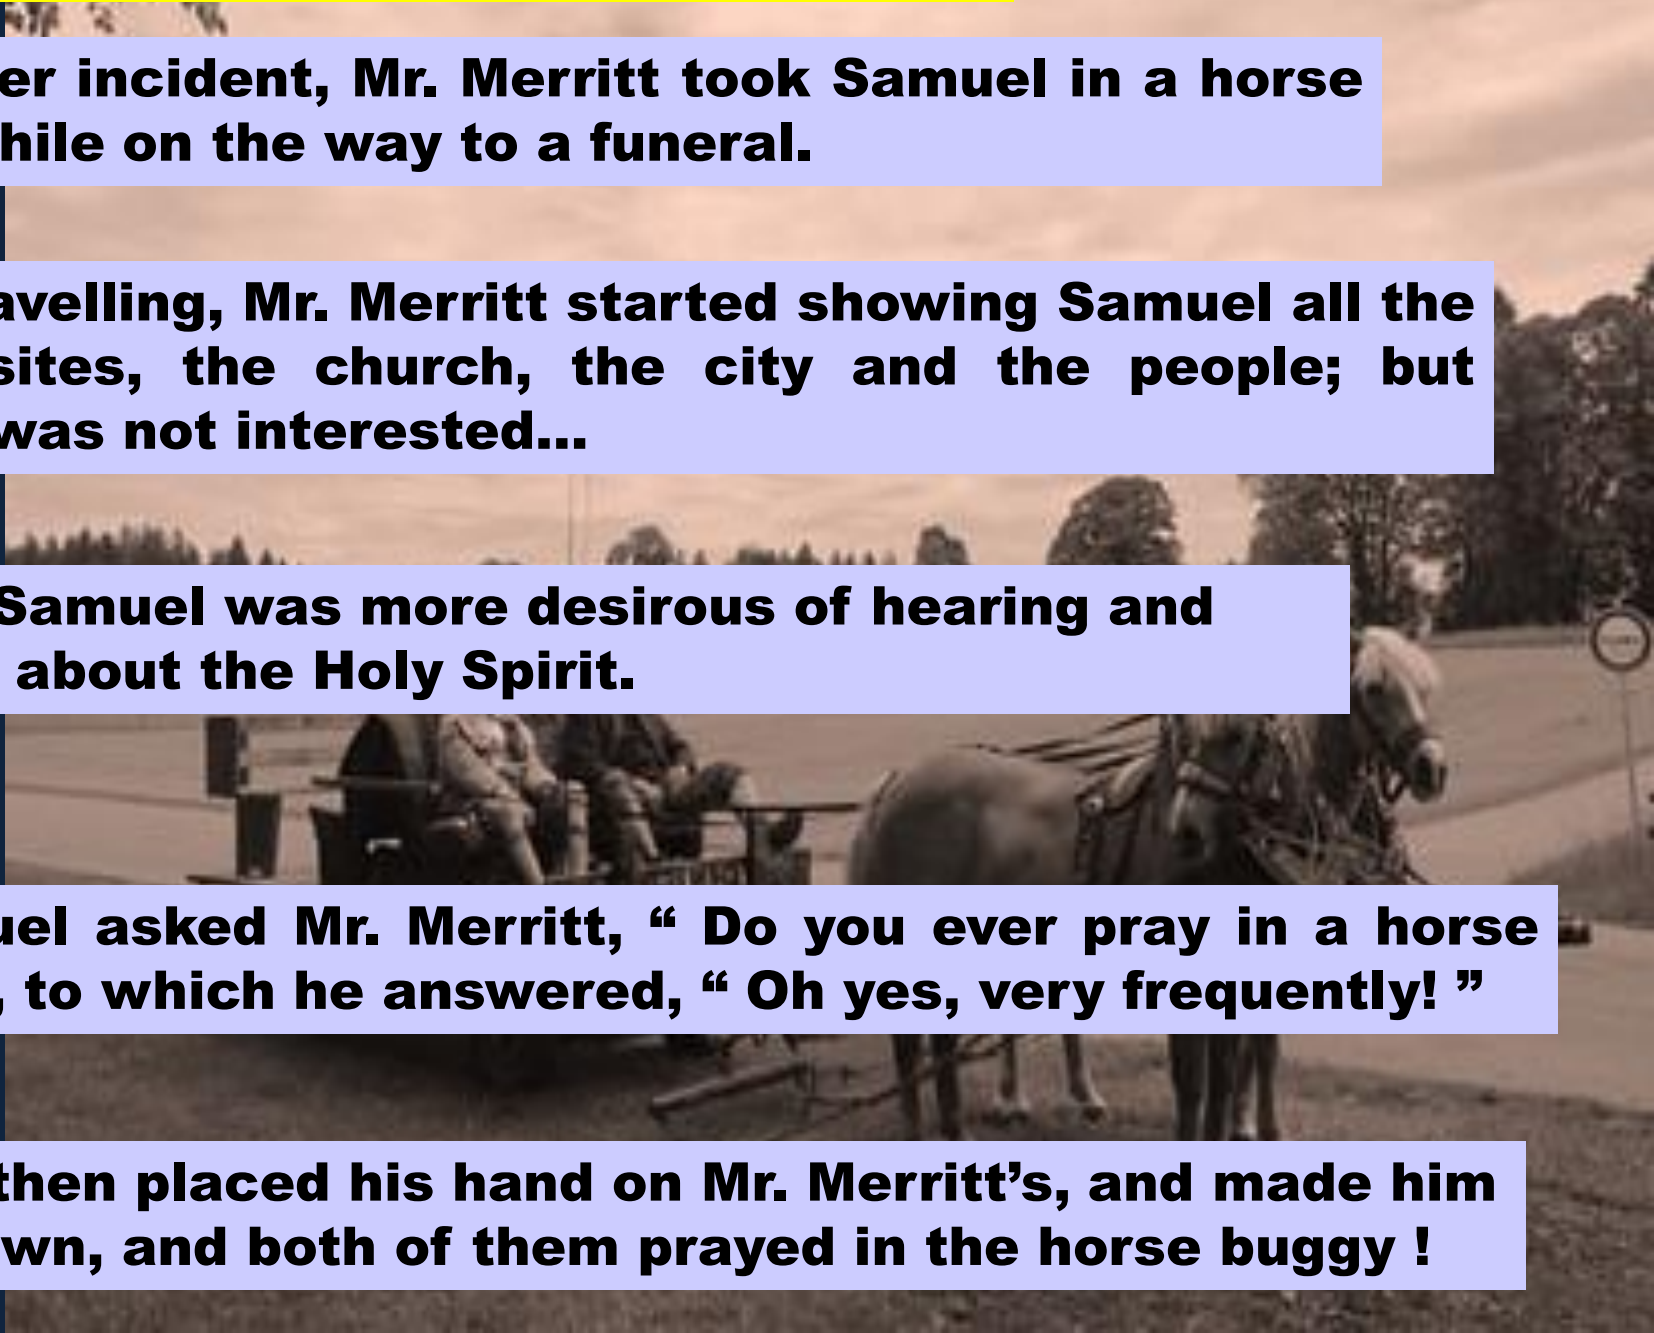 er incident, Mr. Merritt took Samuel in a horse
hile on the way to a funeral.
avelling, Mr. Merritt started showing Samuel all the
sites, the church, the city and the people; but
was not interested...
Samuel was more desirous of hearing and
about the Holy Spirit.
uel asked Mr. Merritt, “ Do you ever pray in a horse
, to which he answered, “ Oh yes, very frequently! ”
then placed his hand on Mr. Merritt’s, and made him
wn, and both of them prayed in the horse buggy !